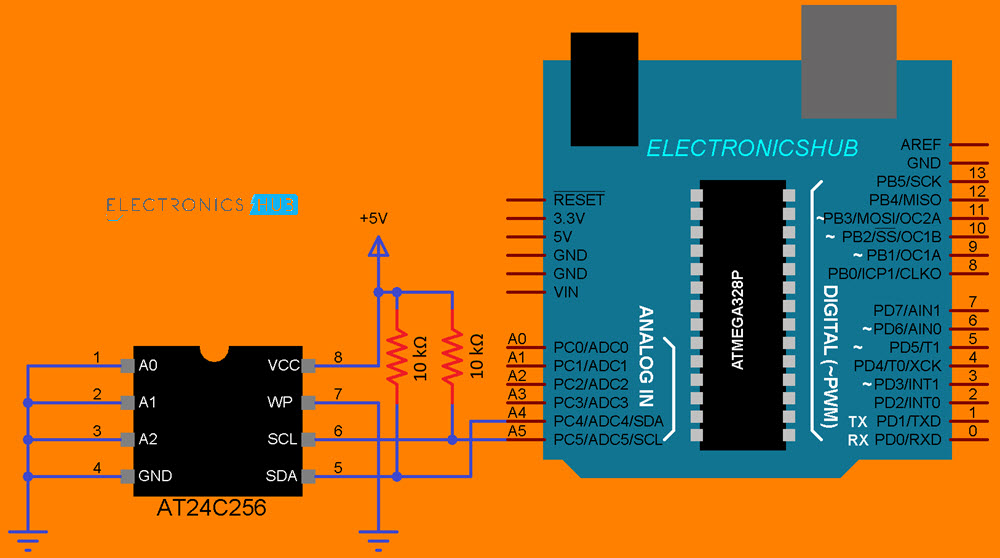 ELECTRONICS HUB
+5V
10 kΩ
10 kΩ
1 A0
2 A1
3 A2
4 GND
VCC 8
WP 7
SCL 6
SDA 5
AT24C256
ELECTRONICSHUB
RESET
3.3V
5V
GND
GND
VIN
A0 PC0/ADC0
A1 PC1/ADC1
A2 PC2/ADC2
A3 PC3/ADC3
A4 PC4/ADC4/SDA
A5 PC5/ADC5/SCL
ANALOG IN
ATMEGA328P
DIGITAL (~PWM)
AREF
GND
PB5/SCK 13
PB4/MISO 12
~PB3/MOSI/OC2A 11
~ PB2/SS/OC1B 10
~ PB1/OC1A 9
PB0/ICP1/CLKO 8
PD7/AIN1 7
~PD6/AIN0 6
~ PD5/T1 5
PD4/T0/XCK 4
~PD3/INT1 3
PD2/INT0 2
TX PD1/TXD 1
RX PD0/RXD 0